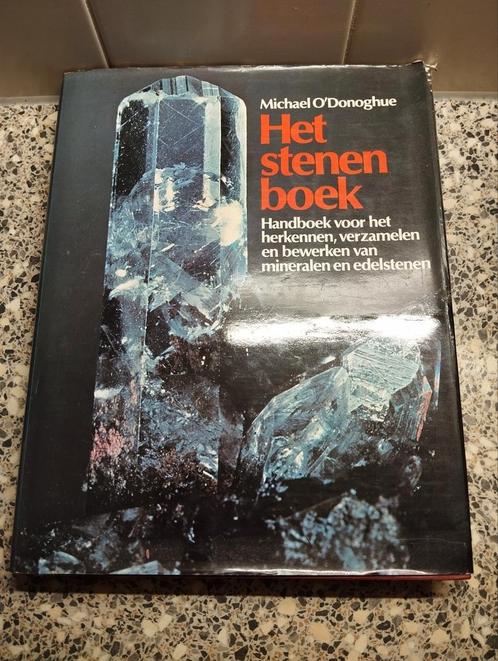 Michael O'Donoghue
Het
stenen
boek
Handboek voor het
herkennen, verzamelen
en bewerken van
mineralen en edelstenen